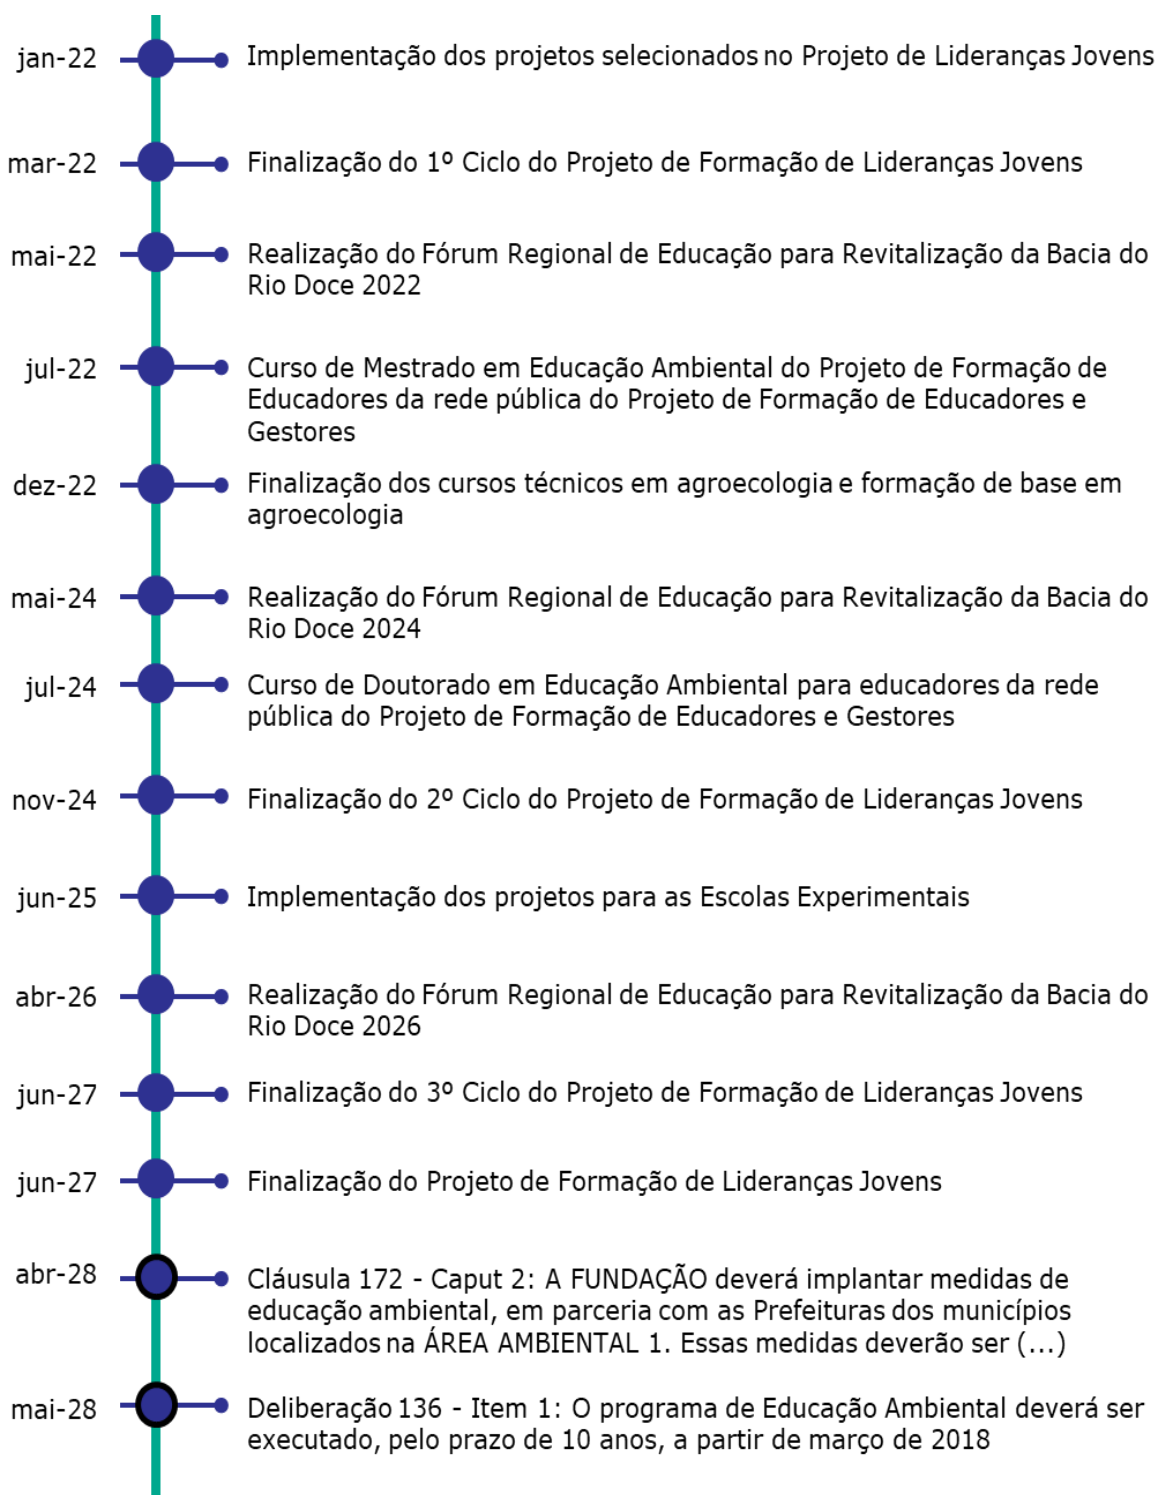 jan-22 Implementação dos projetos selecionados no Projeto de Lideranças Jovens
mar-22 Finalização do 1º Ciclo do Projeto de Formação de Lideranças Jovens
mai-22 Realização do Fórum Regional de Educação para Revitalização da Bacia do
Rio Doce 2022
jul-22 Curso de Mestrado em Educação Ambiental do Projeto de Formação de
Educadores da rede pública do Projeto de Formação de Educadores e
Gestores
dez-22 Finalização dos cursos técnicos em agroecologia e formação de base em
agroecologia
mai-24 Realização do Fórum Regional de Educação para Revitalização da Bacia do
Rio Doce 2024
jul-24 Curso de Doutorado em Educação Ambiental para educadores da rede
pública do Projeto de Formação de Educadores e Gestores
nov-24 Finalização do 2º Ciclo do Projeto de Formação de Lideranças Jovens
jun-25 Implementação dos projetos para as Escolas Experimentais
abr-26 Realização do Fórum Regional de Educação para Revitalização da Bacia do
Rio Doce 2026
jun-27 Finalização do 3º Ciclo do Projeto de Formação de Lideranças Jovens
jun-27 Finalização do Projeto de Formação de Lideranças Jovens
abr-28 Cláusula 172 - Caput 2: A FUNDAÇÃO deverá implantar medidas de
educação ambiental, em parceria com as Prefeituras dos municípios
localizados na ÁREA AMBIENTAL 1. Essas medidas deverão ser (...)
mai-28 Deliberação 136 - Item 1: O programa de Educação Ambiental deverá ser
executado, pelo prazo de 10 anos, a partir de março de 2018